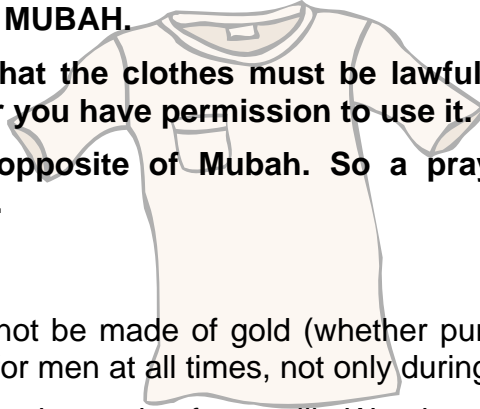 MUBAH.
hat the clothes must be lawful
r you have permission to use it.
opposite of Mubah. So a pray
.
not be made of gold (whether pur
or men at all times, not only during